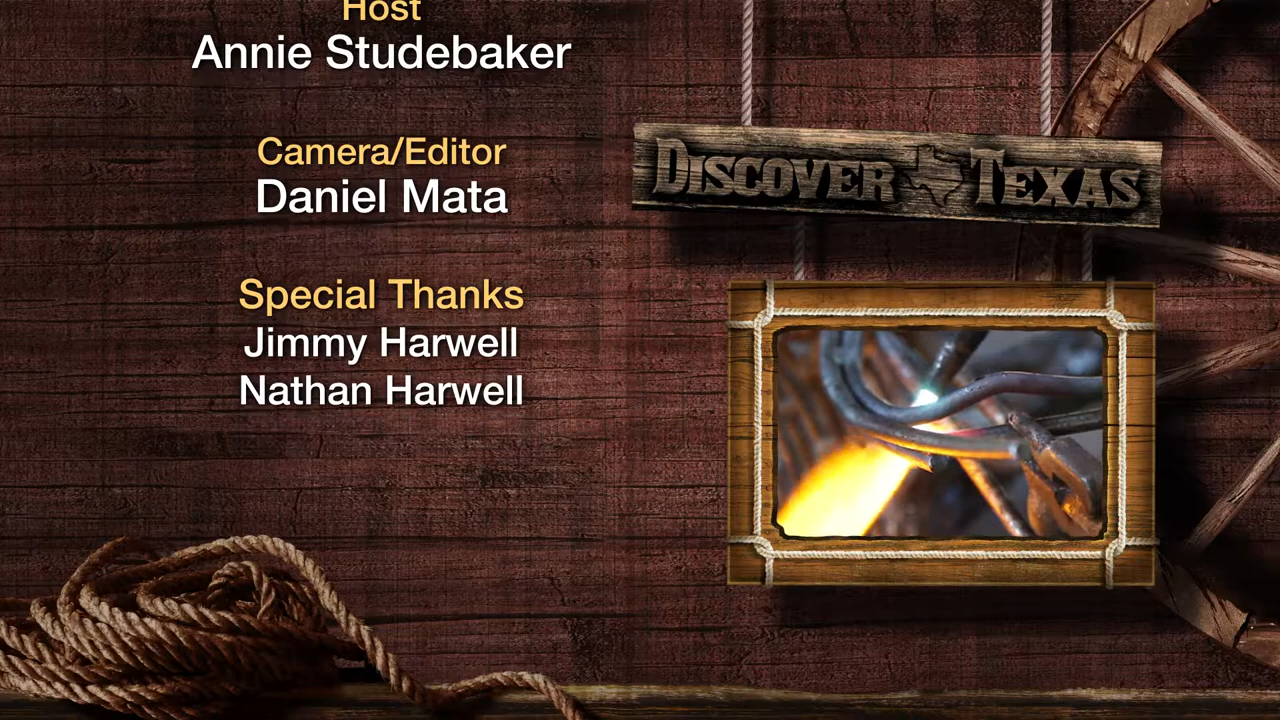 Host
Annie Studebaker
Camera/Editor
Daniel Mata
Special Thanks
Jimmy Harwell
Nathan Harwell
DISCOVER TEXAS